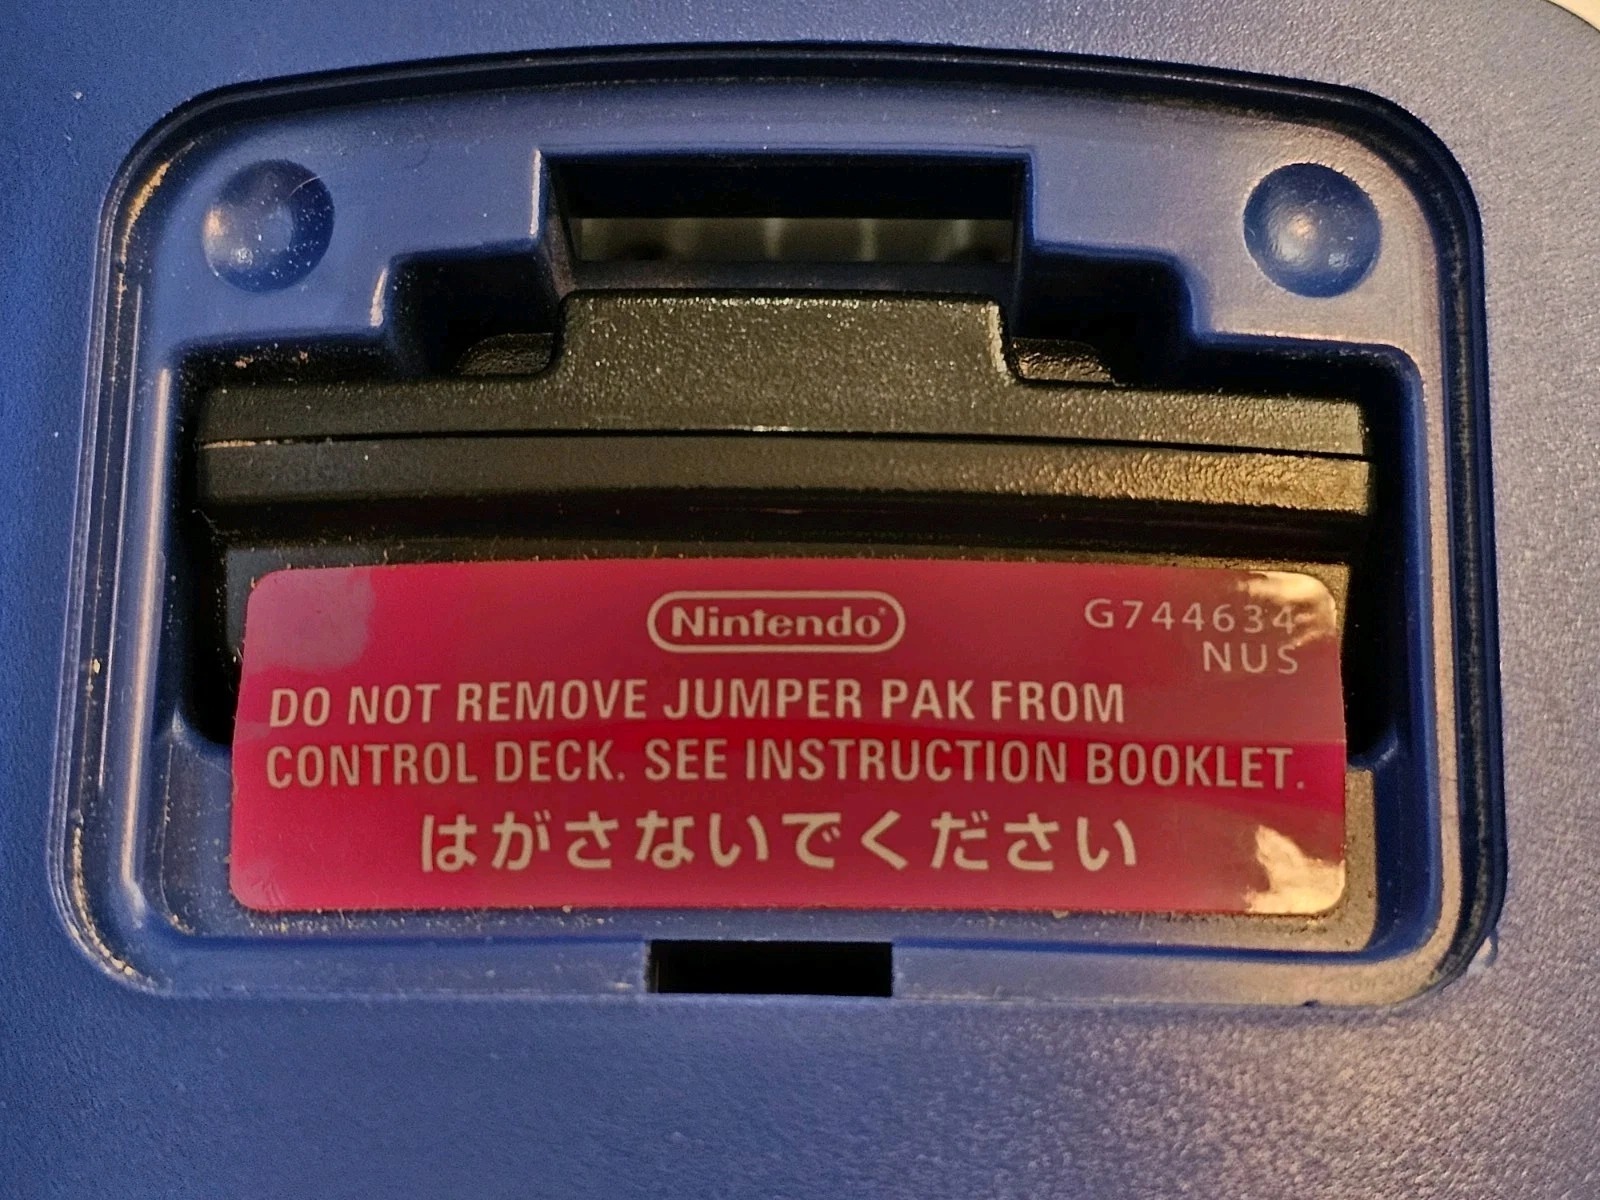 Nintendo®
G744634
NUS
DO NOT REMOVE JUMPER PAK FROM
CONTROL DECK. SEE INSTRUCTION BOOKLET.
はがさないでください